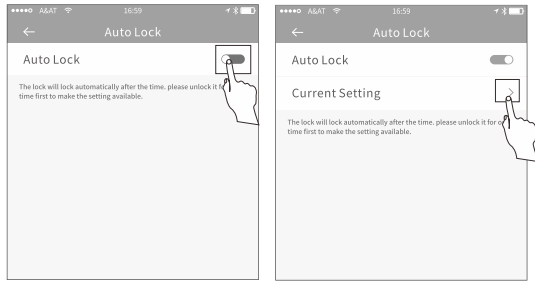 A&AT 16:59
Auto Lock
Auto Lock
The lock will lock automatically after the time. please unlock it for
time first to make the setting available.
A&AT 16:59
Auto Lock
Auto Lock
Current Setting
The lock will lock automatically after the time. please unlock it for
time first to make the setting available.